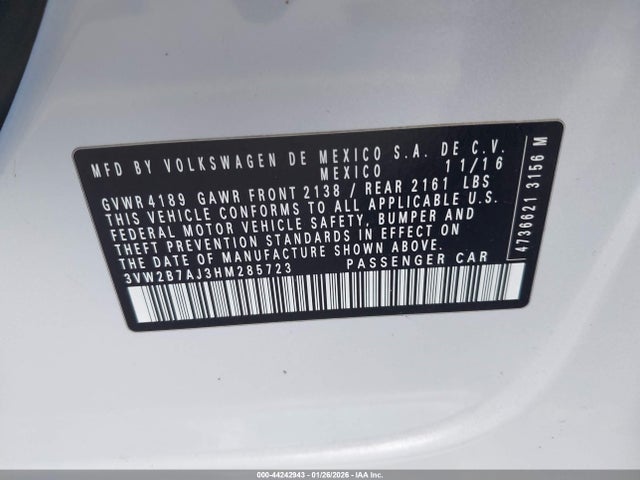 MFD BY VOLKSWAGEN DE MEXICO S.A. DE C.V.
MEXICO 11/16
GVWR 4189 GAWR FRONT 2138 / REAR 2161 LBS
THIS VEHICLE CONFORMS TO ALL APPLICABLE U.S.
FEDERAL MOTOR VEHICLE SAFETY, BUMPER AND
THEFT PREVENTION STANDARDS IN EFFECT ON
THE DATE OF MANUFACTURE SHOWN ABOVE.
3VW2B7AJ3HM285723 PASSENGER CAR
4736621 3156 M
000-44242943 | 01/26/2026 | IAA Inc.